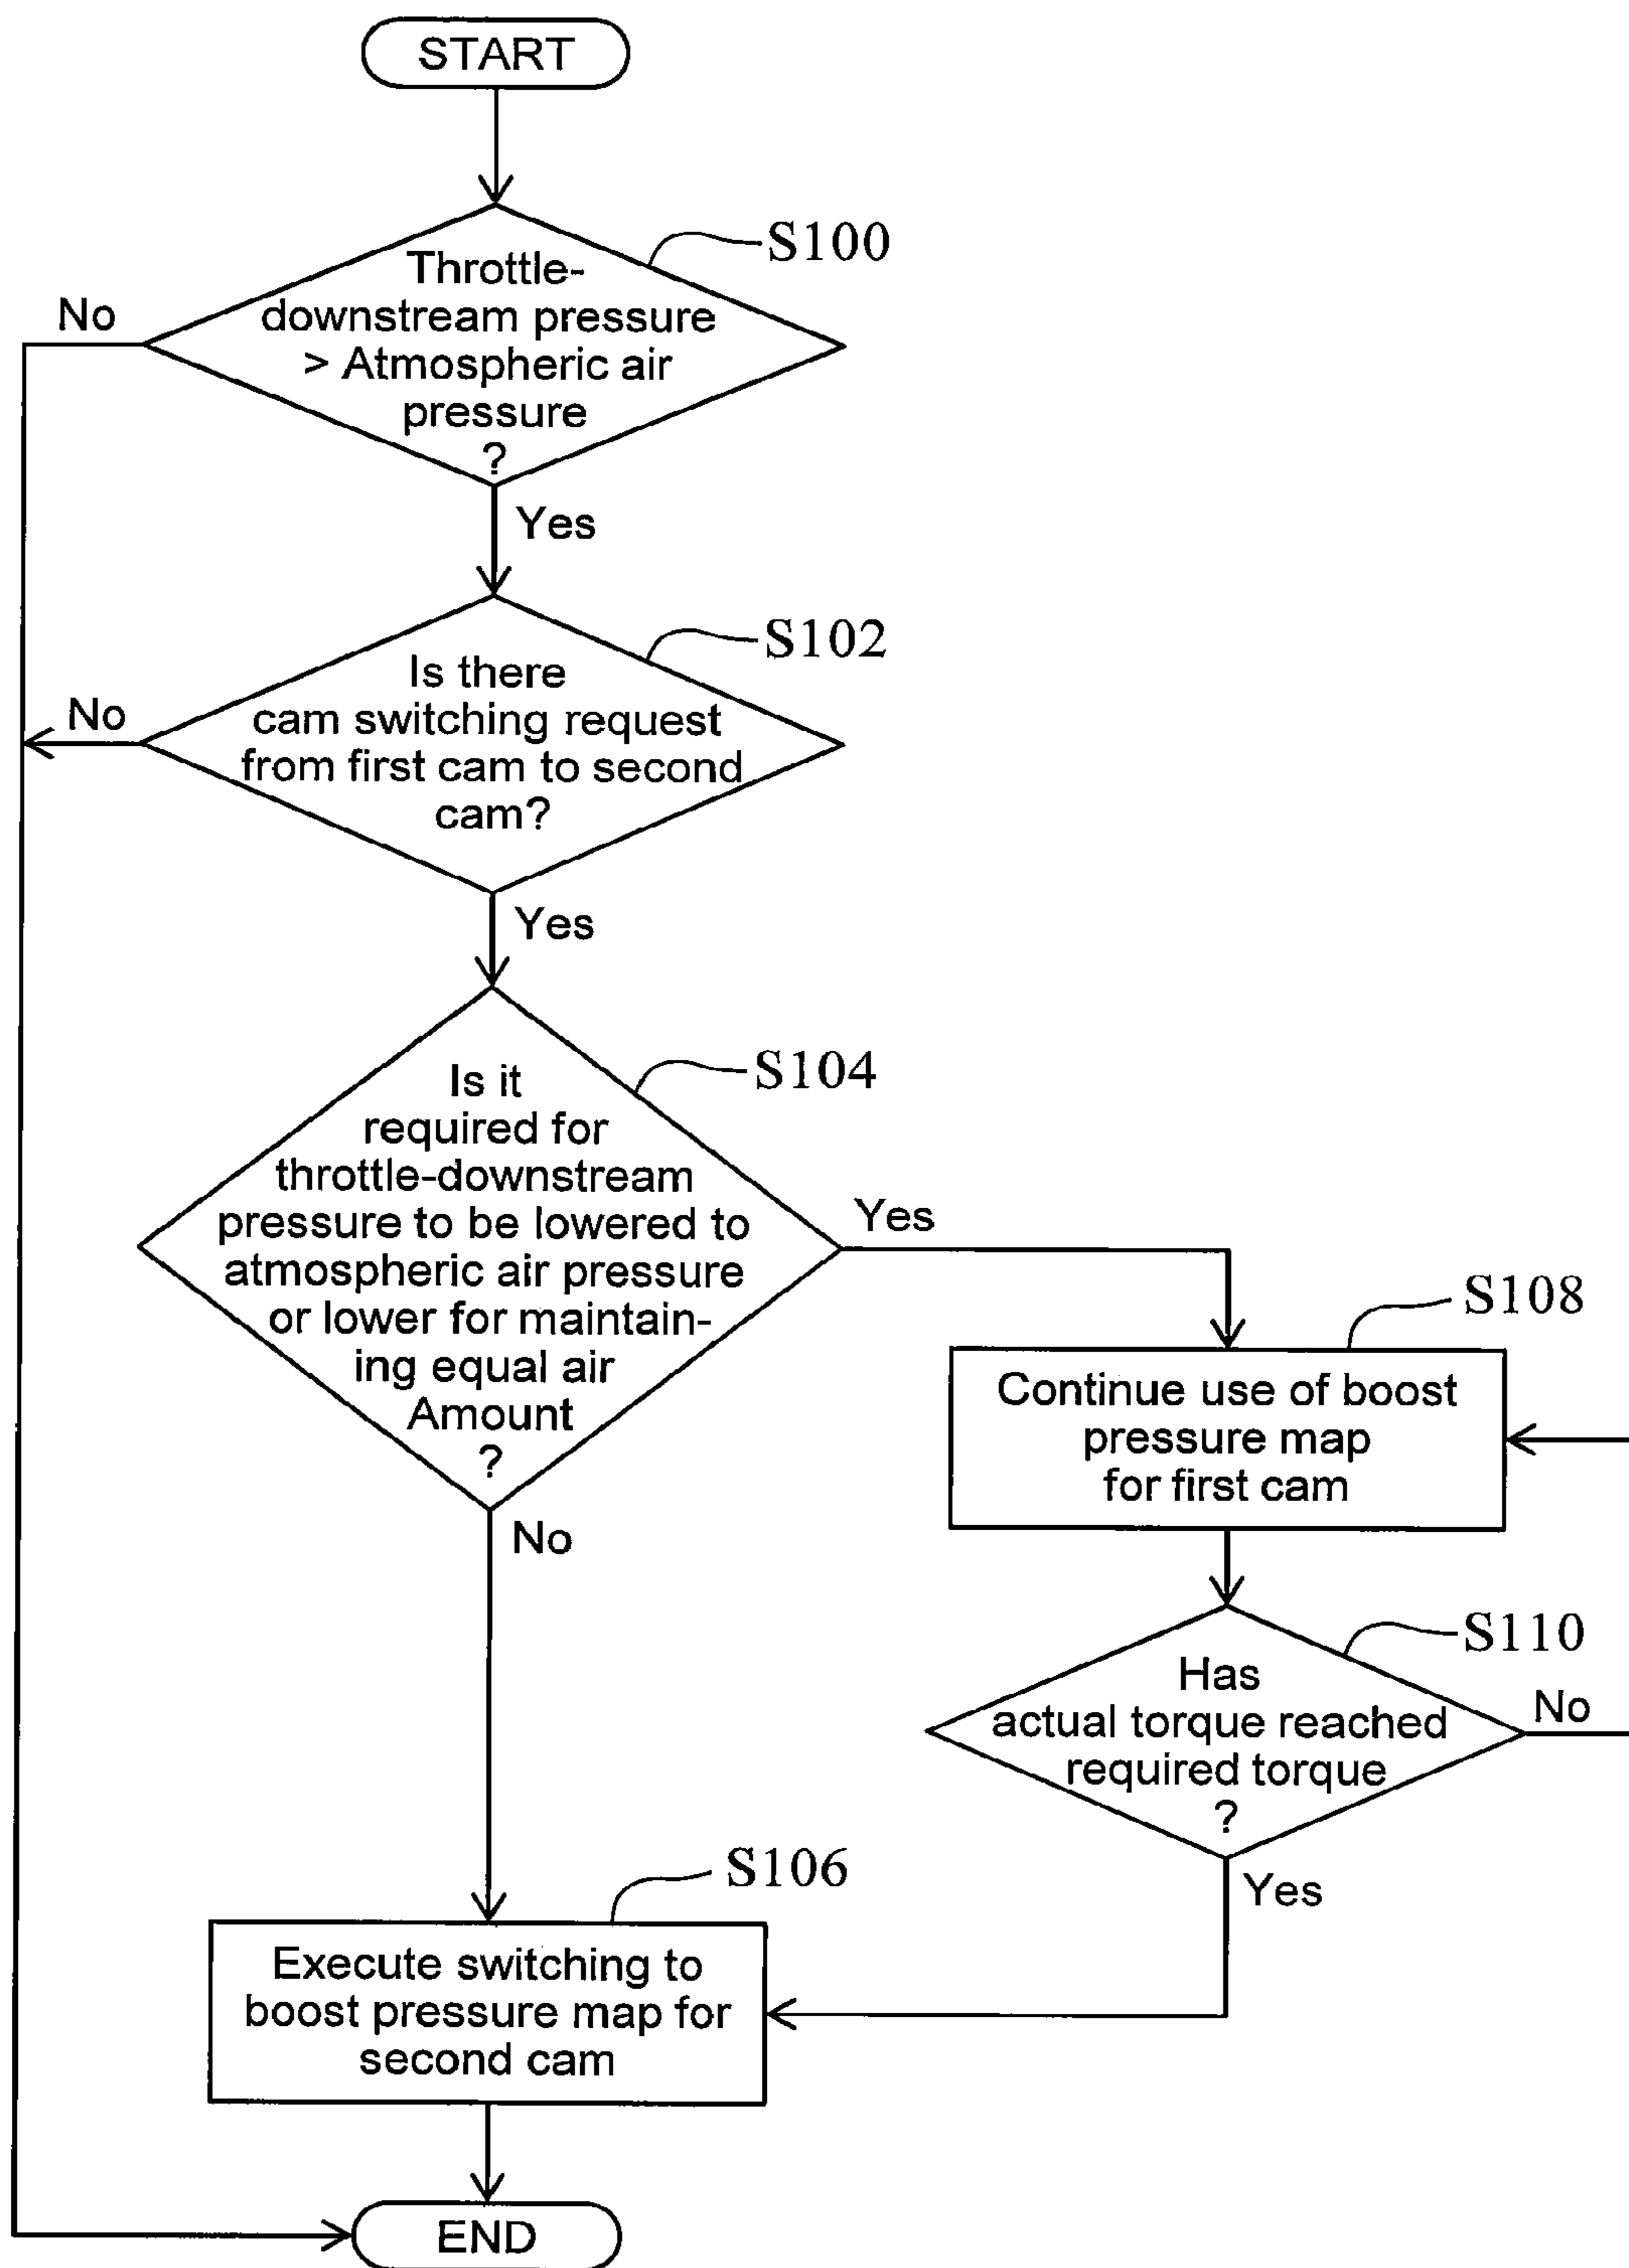 START
S100
Throttle-
downstream pressure
> Atmospheric air
pressure
?
No
Yes
S102
Is there
cam switching request
from first cam to second
cam?
No
Yes
S104
Is it
required for
throttle-downstream
pressure to be lowered to
atmospheric air pressure
or lower for maintain-
ing equal air
Amount
?
Yes
No
S108
Continue use of boost
pressure map
for first cam
S110
Has
actual torque reached
required torque
?
No
Yes
S106
Execute switching to
boost pressure map for
second cam
END